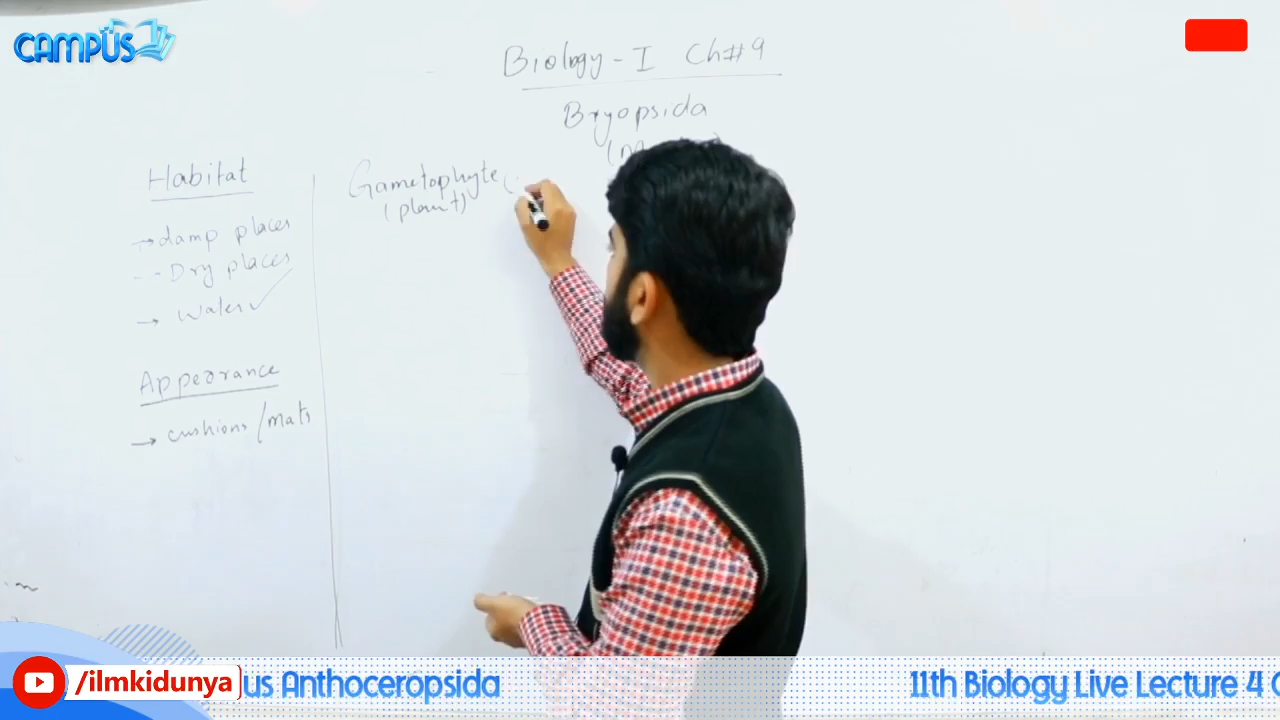 CAMPUS
Biology - I Ch#9
Bryopsida
Habitat
→ damp places
-- Dry places
→ Water ✓
Appearance
→ cushions / mats
Gametophyte (
(plant)
/ilmkidunya
us Anthoceropsida
11th Biology Live Lecture 4